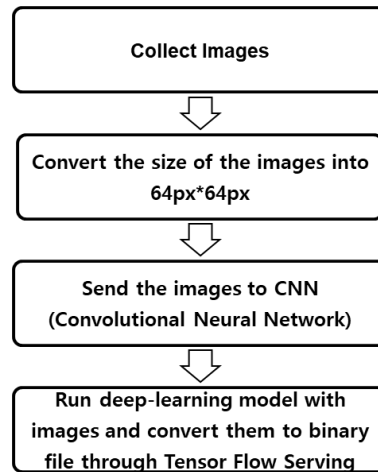 Collect Images
Convert the size of the images into
64px*64px
Send the images to CNN
(Convolutional Neural Network)
Run deep-learning model with
images and convert them to binary
file through Tensor Flow Serving